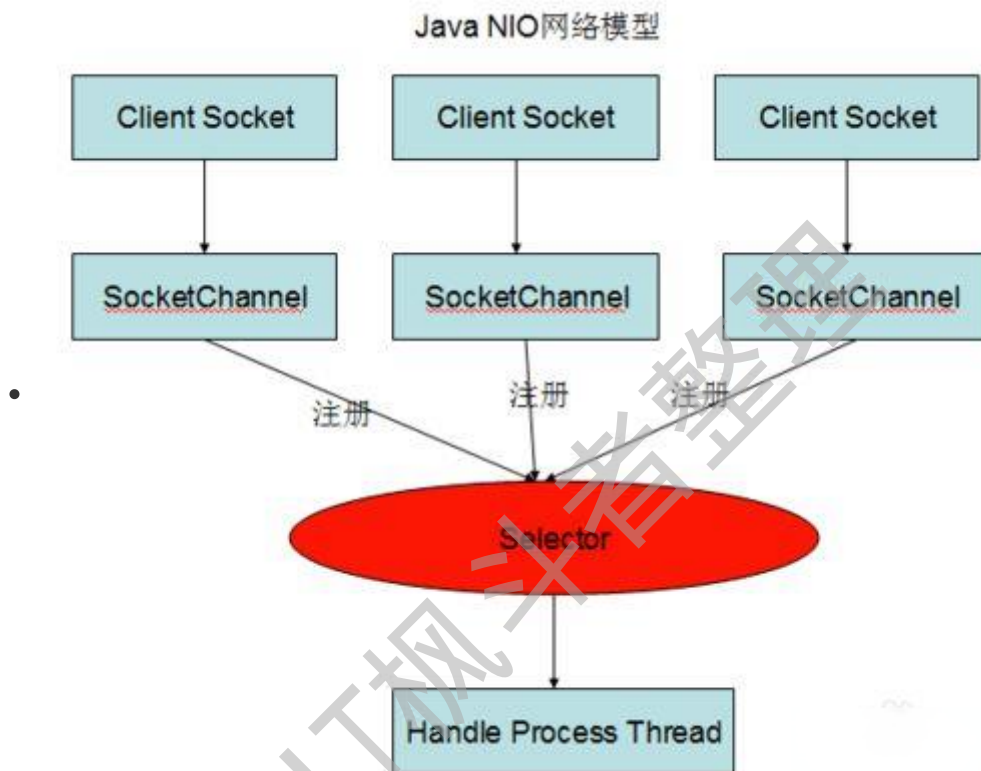 Java NIO网络模型
Client Socket
Client Socket
Client Socket
SocketChannel
SocketChannel
SocketChannel
注册
注册
注册
Selector
Handle Process Thread
IT枫斗者整理